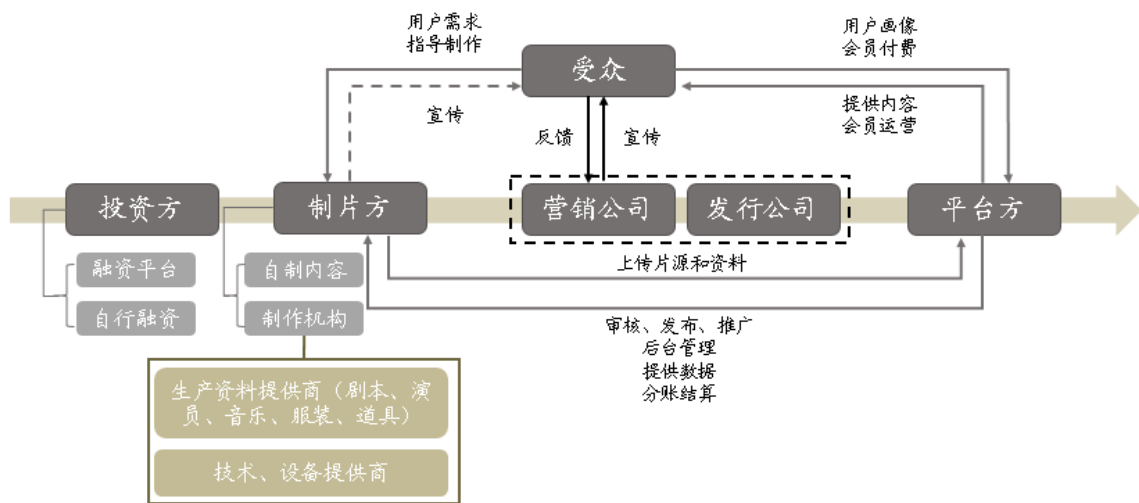 用户需求
指导制作
受众
用户画像
会员付费
宣传
反馈
宣传
提供内容
会员运营
投资方
制片方
营销公司
发行公司
平台方
融资平台
自行融资
自制内容
制作机构
上传片源和资料
审核、发布、推广
后台管理
提供数据
分账结算
生产资料提供商（剧本、演
员、音乐、服装、道具）
技术、设备提供商